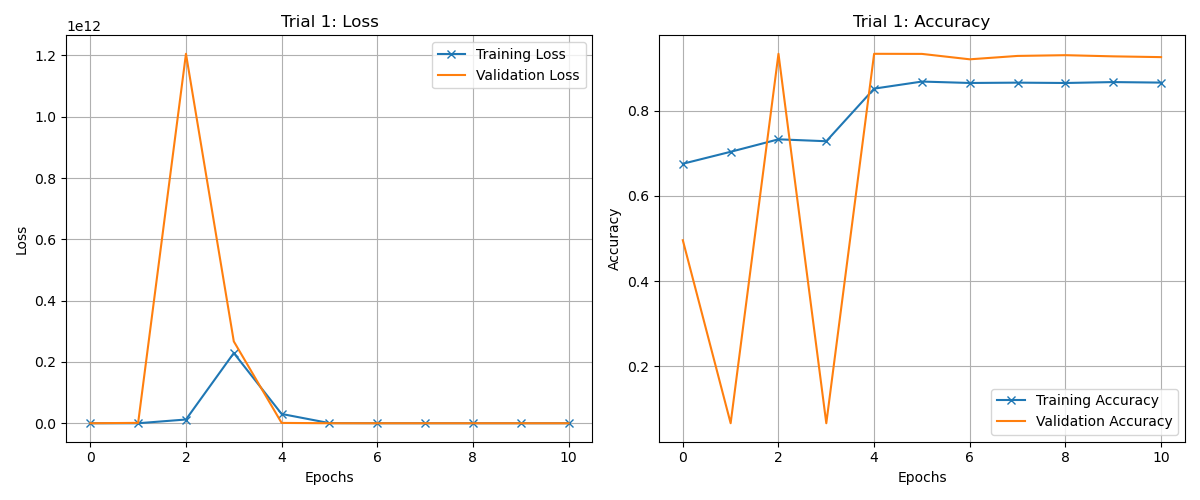 Trial 1: Loss
1e12
Training Loss
Validation Loss
1.2
1.0
0.8
0.6
0.4
0.2
0.0
Loss
0 2 4 6 8 10
Epochs
Trial 1: Accuracy
0.8
0.6
0.4
0.2
Accuracy
Training Accuracy
Validation Accuracy
0 2 4 6 8 10
Epochs